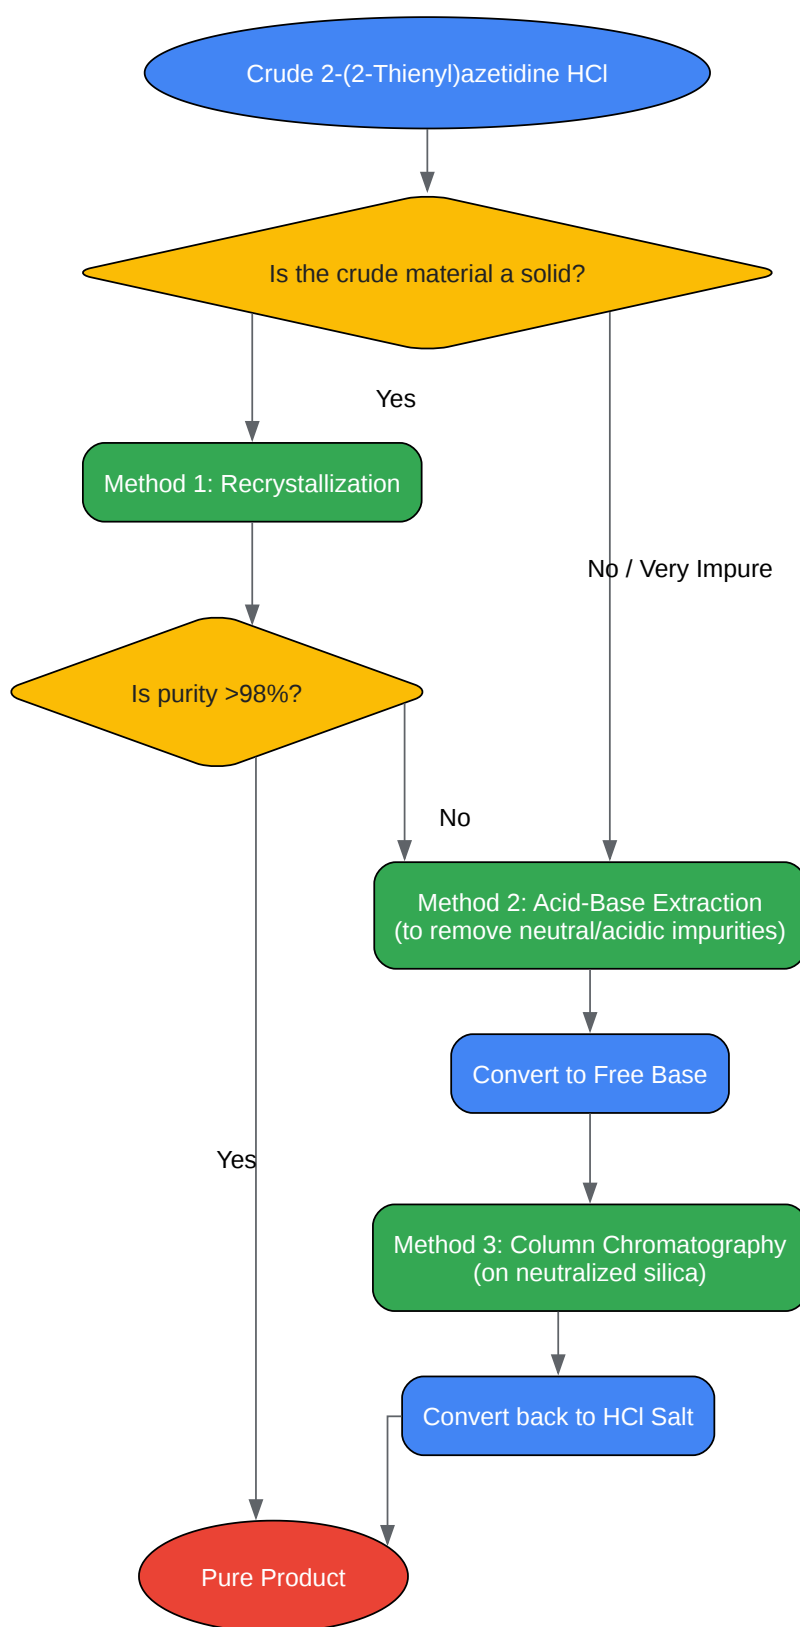 Crude 2-(2-Thienyl)azetidine HCl
Is the crude material a solid?
Yes
Method 1: Recrystallization
No / Very Impure
Is purity >98%?
No
Method 2: Acid-Base Extraction
(to remove neutral/acidic impurities)
Convert to Free Base
Yes
Method 3: Column Chromatography
(on neutralized silica)
Convert back to HCl Salt
Pure Product